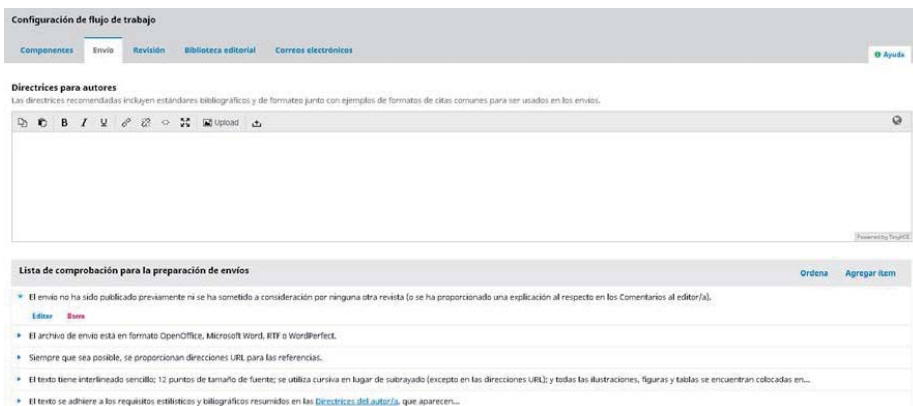 Configuración de flujo de trabajo
Componentes Envío Revisión Biblioteca editorial Correos electrónicos
Ayuda
Directrices para autores
Las directrices recomendadas incluyen estándares bibliográficos y de formateo junto con ejemplos de formatos de citas comunes para ser usados en los envíos.
B I U Upload
Powered by TinyMCE
Lista de comprobación para la preparación de envíos Ordena Agregar ítem
El envío no ha sido publicado previamente ni se ha sometido a consideración por ninguna otra revista (o se ha proporcionado una explicación al respecto en los Comentarios al editor/a).
Editar Borra
El archivo de envío está en formato OpenOffice, Microsoft Word, RTF o WordPerfect.
Siempre que sea posible, se proporcionan direcciones URL para las referencias.
El texto tiene interlineado sencillo; 12 puntos de tamaño de fuente; se utiliza cursiva en lugar de subrayado (excepto en las direcciones URL); y todas las ilustraciones, figuras y tablas se encuentran colocadas en...
El texto se adhiere a los requisitos estilísticos y biliográficos resumidos en las Directrices del autor/a, que aparecen...